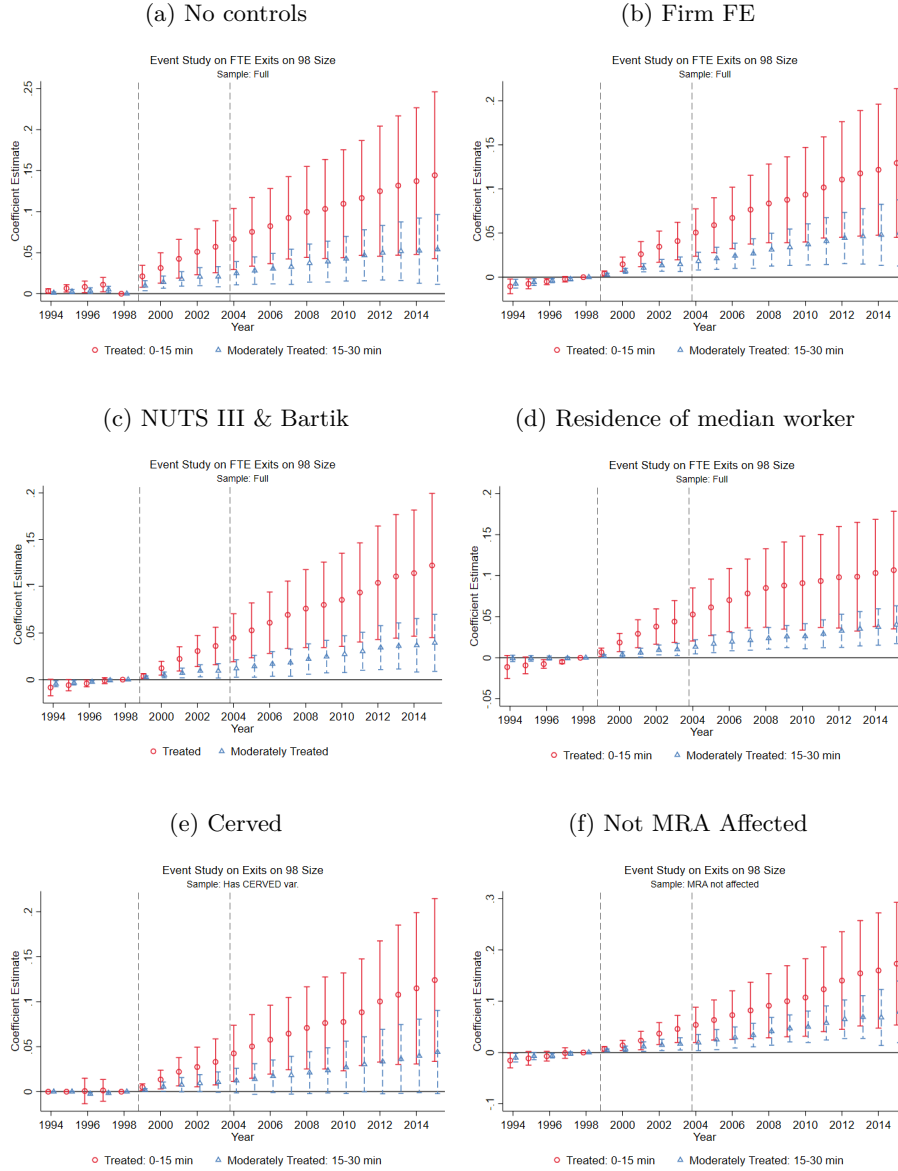 (a) No controls
Event Study on FTE Exits on 98 Size
Sample: Full
Coefficient Estimate
.25
.2
.15
.1
.05
0
1994 1996 1998 2000 2002 2004 2006 2008 2010 2012 2014
Year
Treated: 0-15 min Moderately Treated: 15-30 min
(b) Firm FE
Event Study on FTE Exits on 98 Size
Sample: Full
Coefficient Estimate
.2
.15
.1
.05
0
1994 1996 1998 2000 2002 2004 2006 2008 2010 2012 2014
Year
Treated: 0-15 min Moderately Treated: 15-30 min
(c) NUTS III & Bartik
Event Study on FTE Exits on 98 Size
Sample: Full
Coefficient Estimate
.2
.15
.1
.05
0
1994 1996 1998 2000 2002 2004 2006 2008 2010 2012 2014
Year
Treated Moderately Treated
(d) Residence of median worker
Event Study on FTE Exits on 98 Size
Sample: Full
Coefficient Estimate
.2
.15
.1
.05
0
-.05
1994 1996 1998 2000 2002 2004 2006 2008 2010 2012 2014
Year
Treated: 0-15 min Moderately Treated: 15-30 min
(e) Cerved
Event Study on Exits on 98 Size
Sample: Has CERVED var.
Coefficient Estimate
.2
.15
.1
.05
0
1994 1996 1998 2000 2002 2004 2006 2008 2010 2012 2014
Year
Treated: 0-15 min Moderately Treated: 15-30 min
(f) Not MRA Affected
Event Study on Exits on 98 Size
Sample: MRA not affected
Coefficient Estimate
.3
.2
.1
0
-.1
1994 1996 1998 2000 2002 2004 2006 2008 2010 2012 2014
Year
Treated: 0-15 min Moderately Treated: 15-30 min